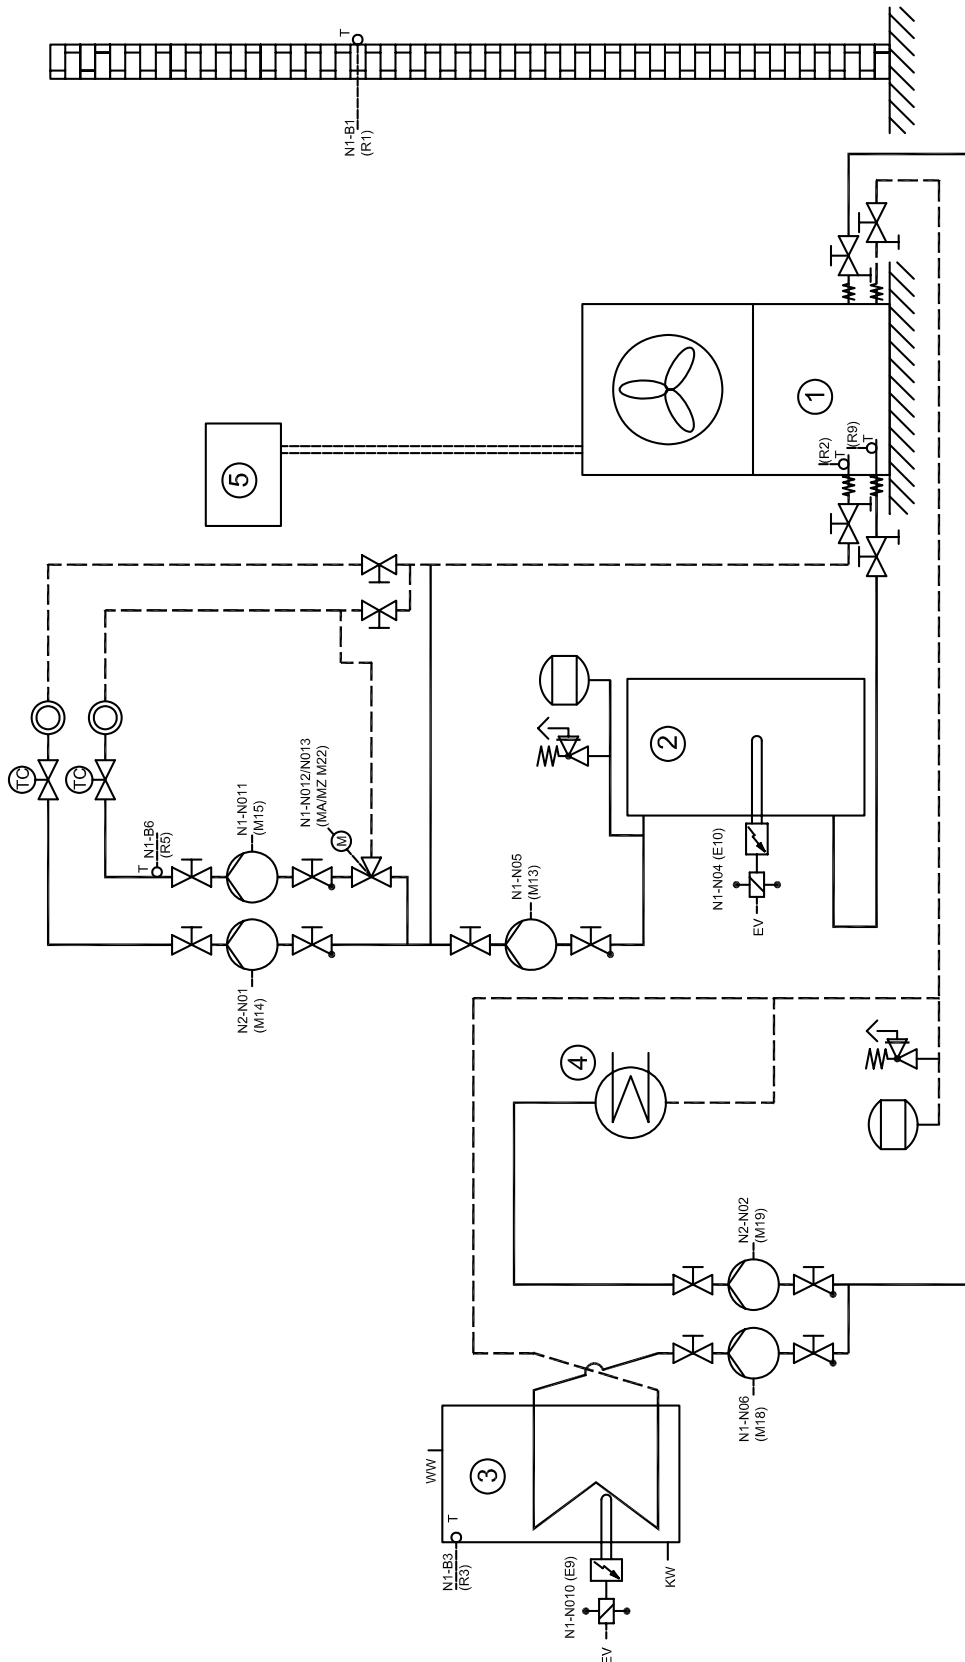 T
N1-B1
(R1)
5
1
(R2)
T
(R9)
T
TC
TC
T N1-B6
(R5)
N1-N011
(M15)
N1-N012/N013
(MA/MZ M22)
M
N2-N01
(M14)
N1-N05
(M13)
2
N1-N04 (E10)
EV
4
N2-N02
(M19)
N1-N06
(M18)
WW
3
T
N1-B3
(R3)
N1-N010 (E9)
KW
EV